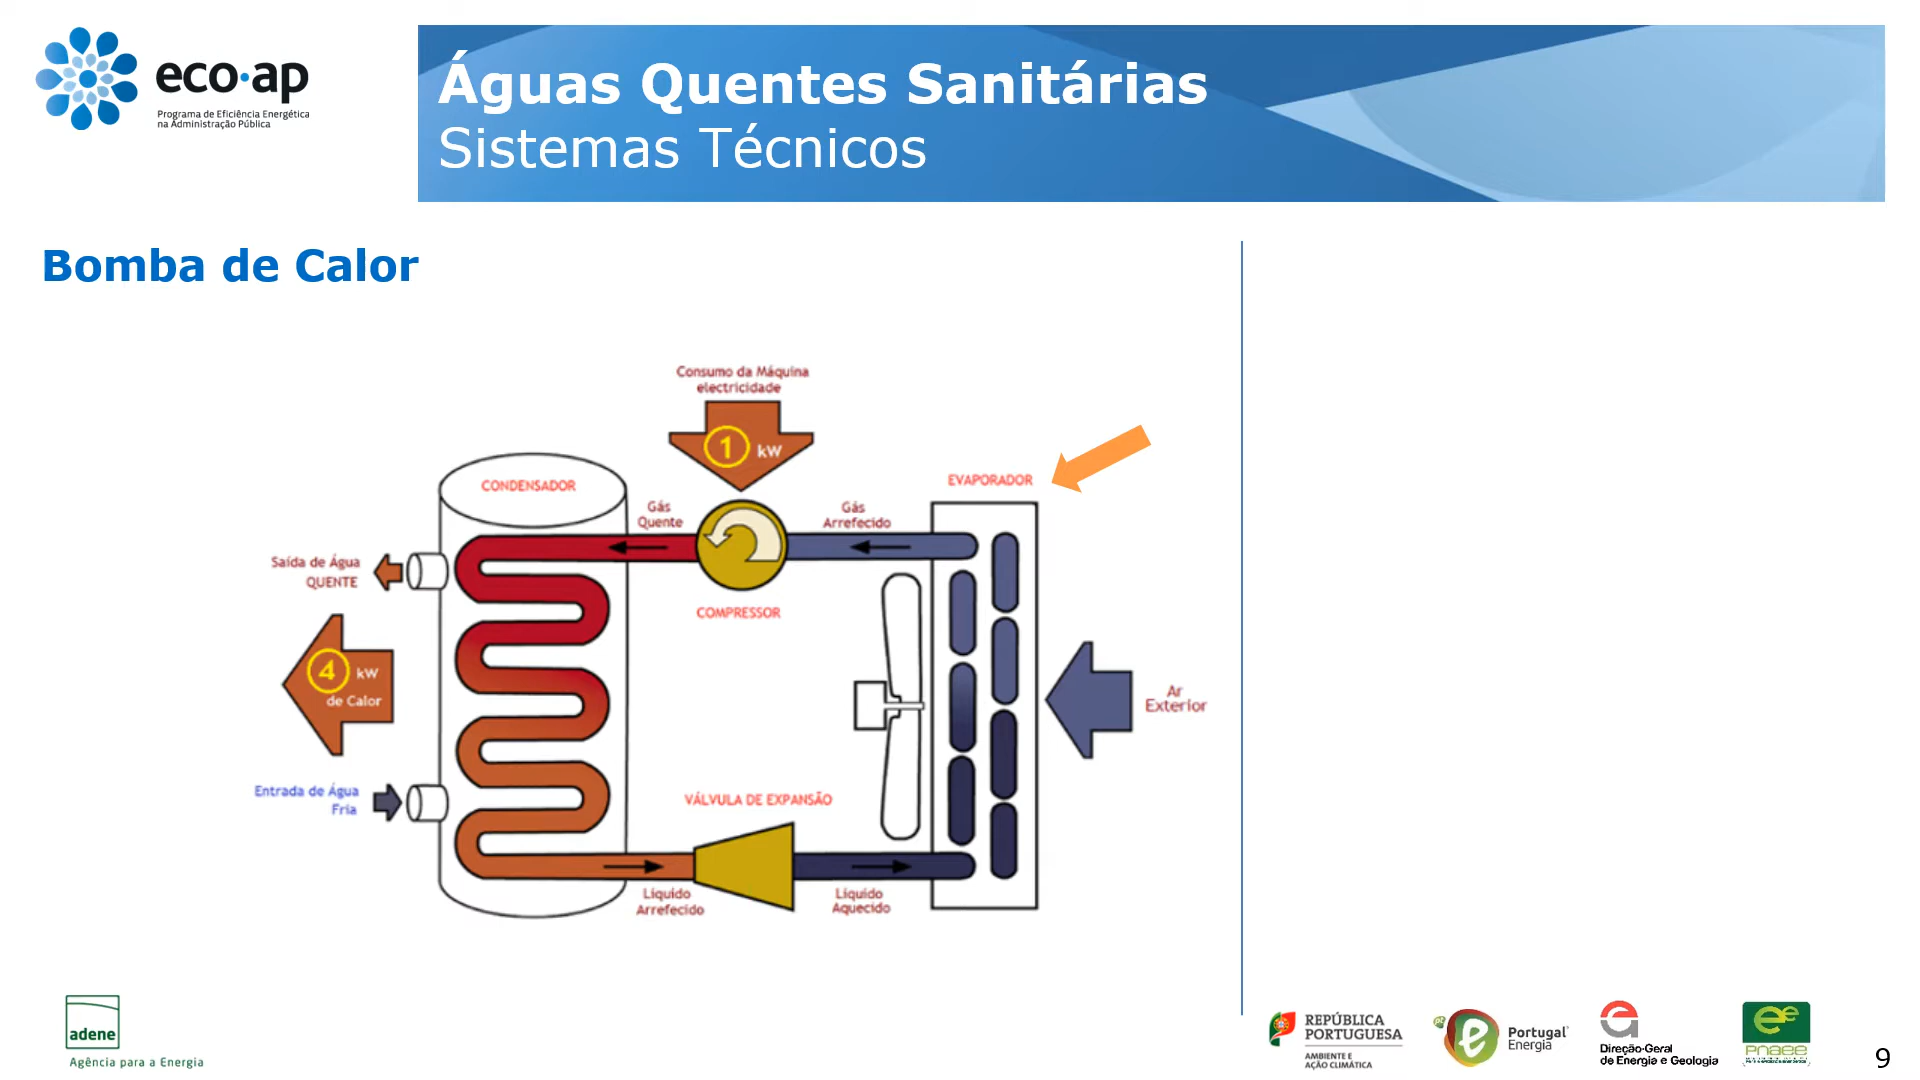 eco·ap
Programa de Eficiência Energética
na Administração Pública
Águas Quentes Sanitárias
Sistemas Técnicos
Bomba de Calor
Consumo da Máquina
electricidade
1 kW
CONDENSADOR
EVAPORADOR
Gás
Quente
Gás
Arrefecido
Saída de Água
QUENTE
COMPRESSOR
4 kW
de Calor
Ar
Exterior
Entrada de Água
Fria
VÁLVULA DE EXPANSÃO
Líquido
Arrefecido
Líquido
Aquecido
adene
Agência para a Energia
REPÚBLICA
PORTUGUESA
AMBIENTE E
AÇÃO CLIMÁTICA
Portugal
Energia
Direção-Geral
de Energia e Geologia
pnaee
9